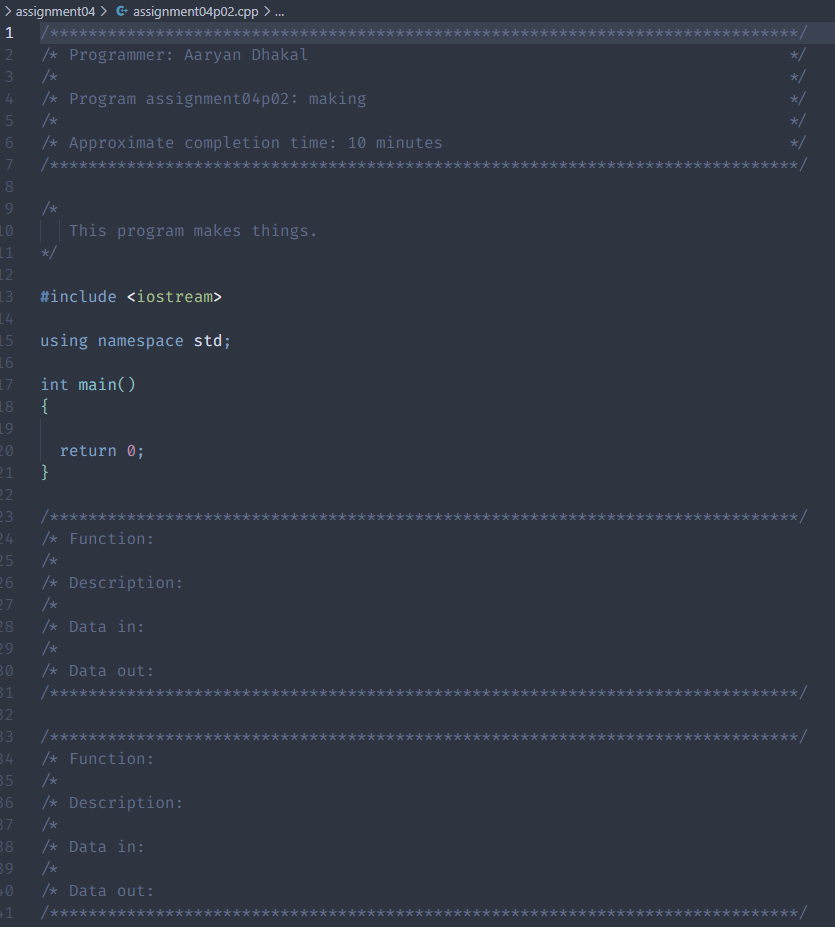 > assignment04 > assignment04p02.cpp > ...
1 /******************************************************************************/
2 /* Programmer: Aaryan Dhakal */
3 /* */
4 /* Program assignment04p02: making */
5 /* */
6 /* Approximate completion time: 10 minutes */
7 /******************************************************************************/
8
9 /*
10 This program makes things.
11 */
12
13 #include <iostream>
14
15 using namespace std;
16
17 int main()
18 {
19
20 return 0;
21 }
22
23 /******************************************************************************/
24 /* Function:
25 /*
26 /* Description:
27 /*
28 /* Data in:
29 /*
30 /* Data out:
31 /******************************************************************************/
32
33 /******************************************************************************/
34 /* Function:
35 /*
36 /* Description:
37 /*
38 /* Data in:
39 /*
40 /* Data out:
41 /******************************************************************************/